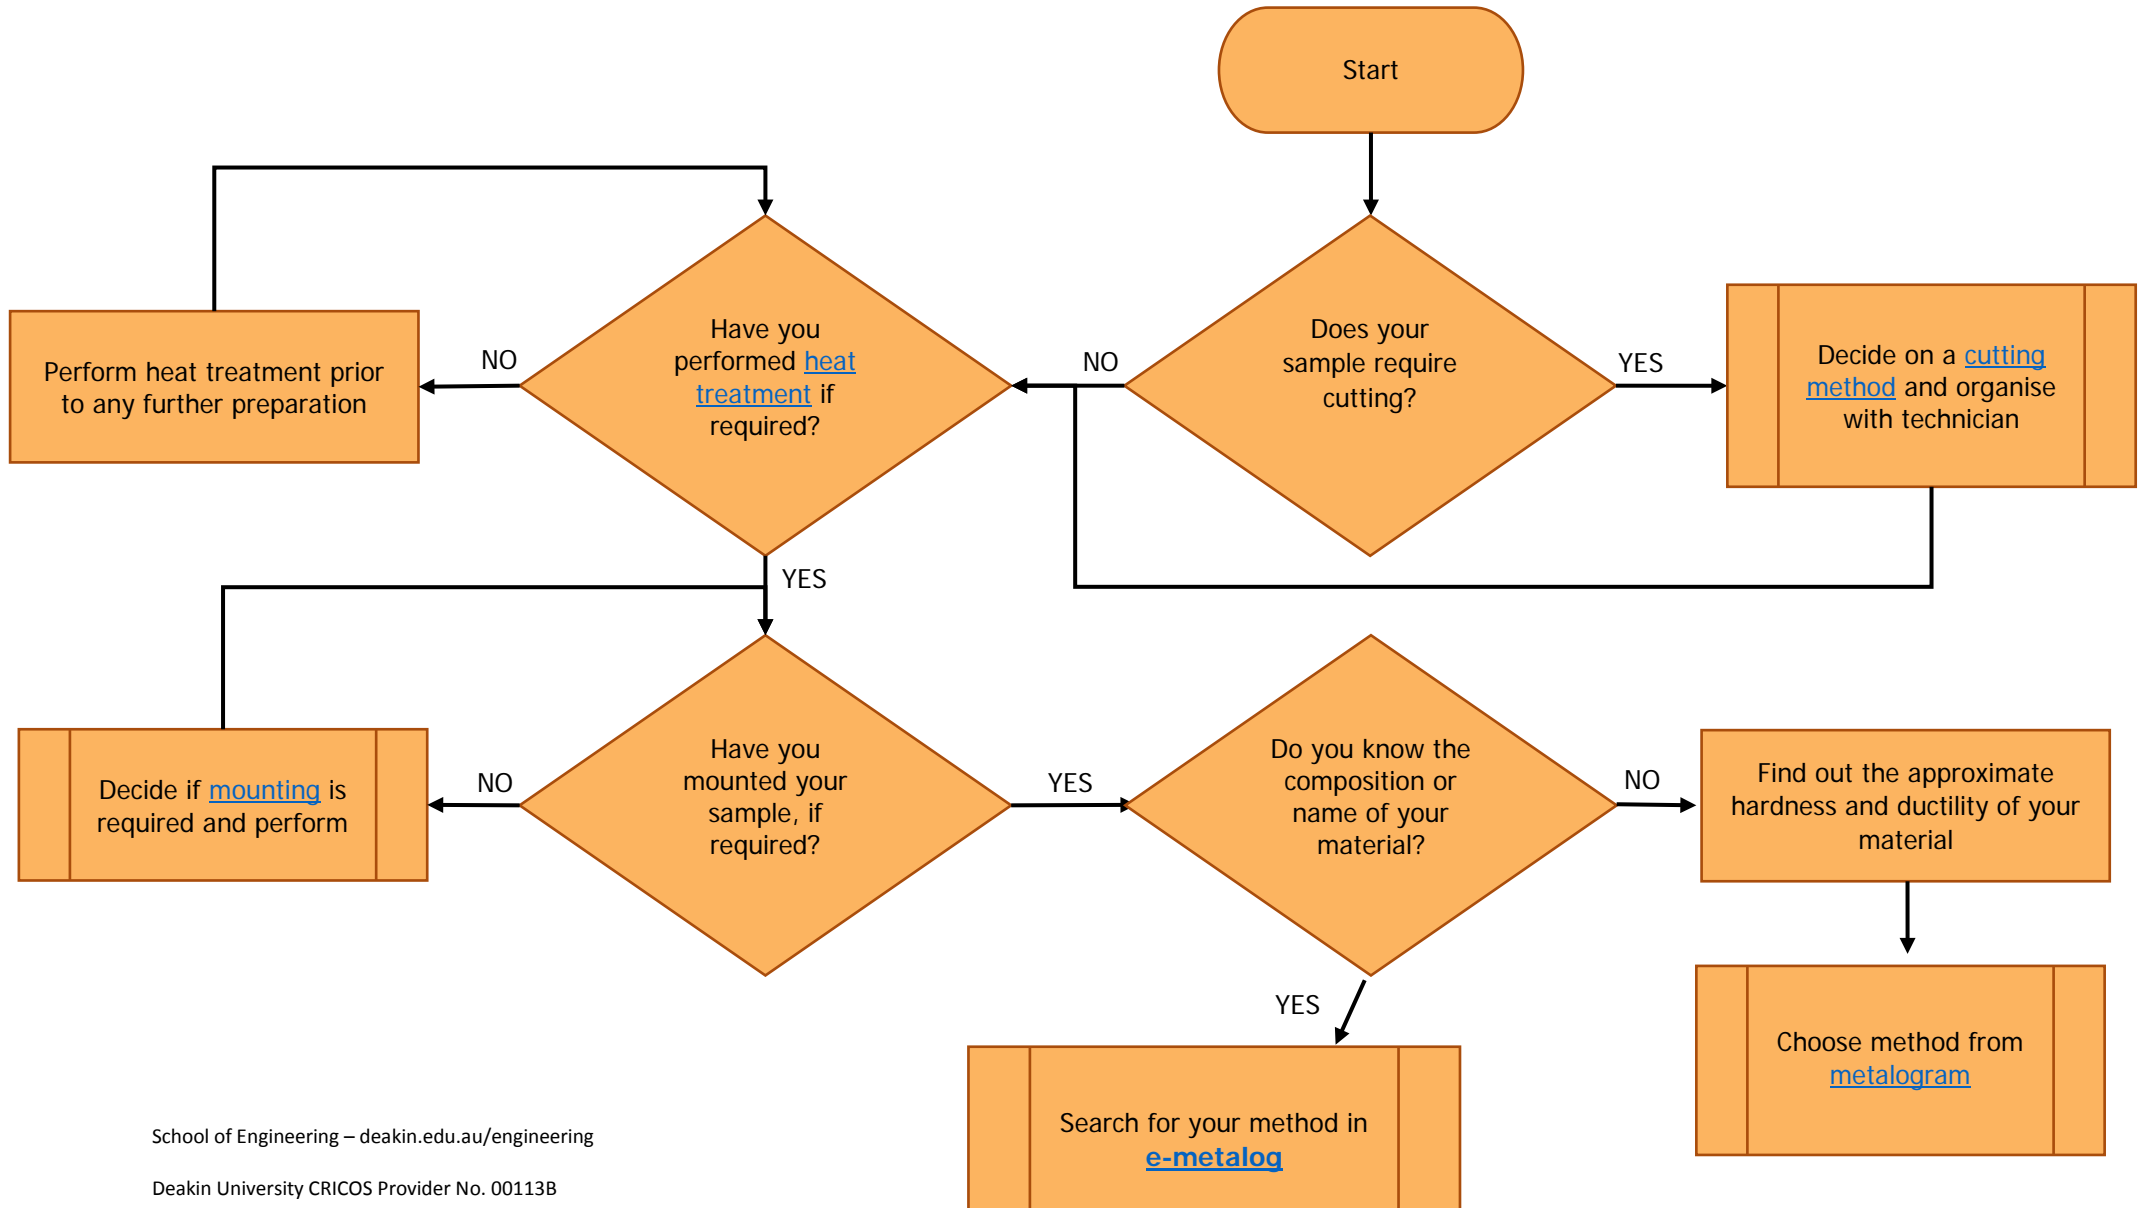 Start
Does your
sample require
cutting?
YES
Decide on a cutting
method and organise
with technician
NO
Have you
performed heat
treatment if
required?
NO
Perform heat treatment prior
to any further preparation
YES
Have you
mounted your
sample, if
required?
NO
Decide if mounting is
required and perform
YES
Do you know the
composition or
name of your
material?
NO
Find out the approximate
hardness and ductility of your
material
Choose method from
metalogram
YES
Search for your method in
e-metalog
School of Engineering – deakin.edu.au/engineering
Deakin University CRICOS Provider No. 00113B